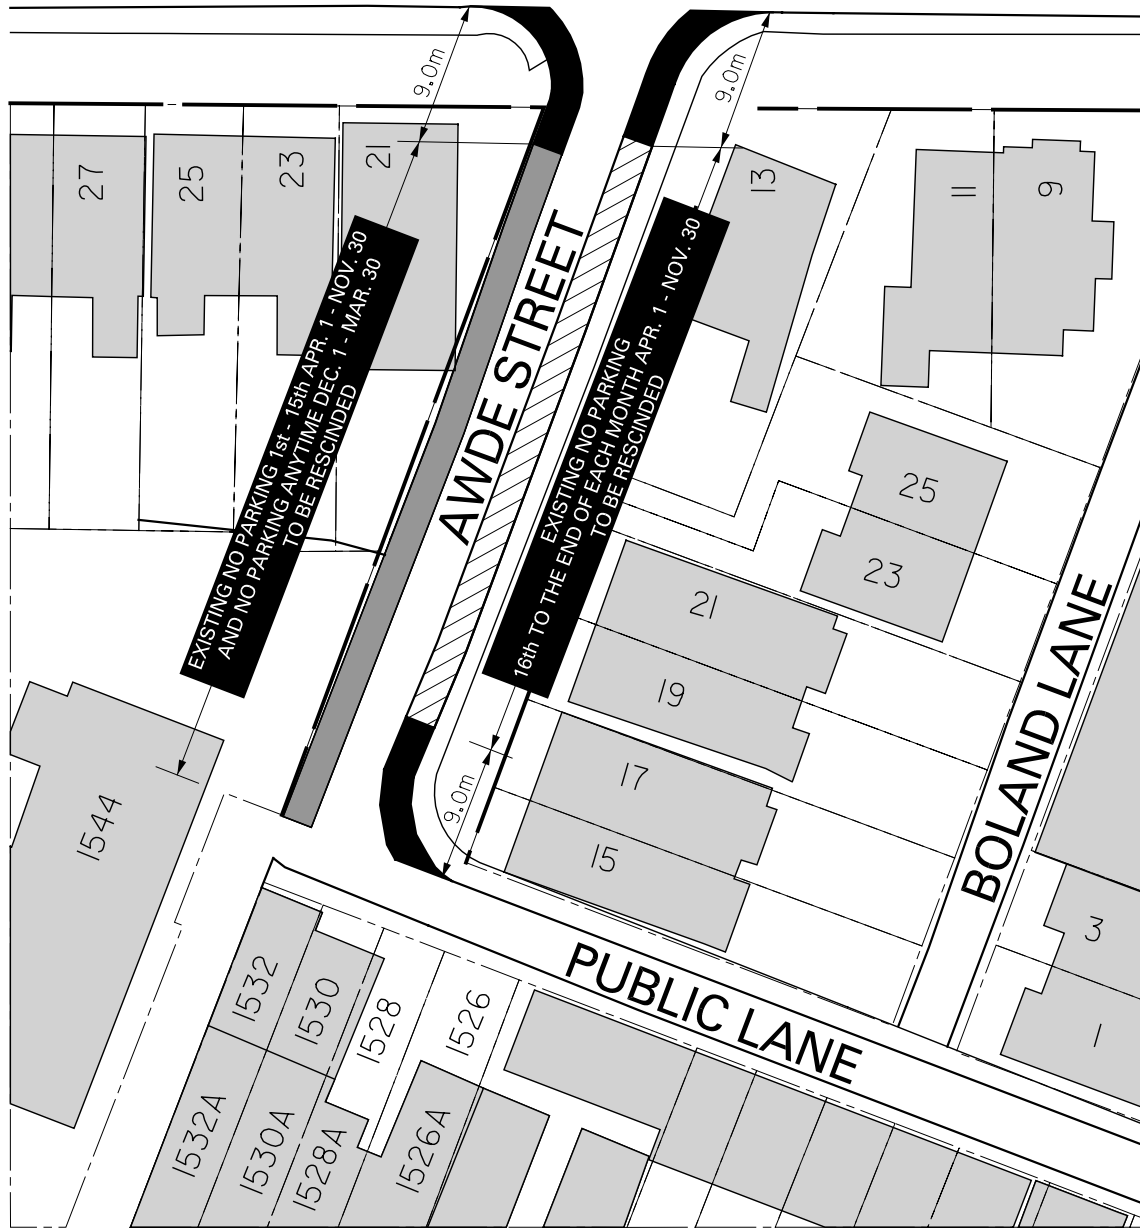 9.0m
9.0m
27
25
23
21
13
11
9
EXISTING NO PARKING 1st - 15th APR. 1 - NOV. 30
AND NO PARKING ANYTIME DEC. 1 - MAR. 30
TO BE RESCINDED
AWDE STREET
EXISTING NO PARKING
16th TO THE END OF EACH MONTH APR. 1 - NOV. 30
TO BE RESCINDED
25
23
21
19
17
15
9.0m
BOLAND LANE
1544
3
1
PUBLIC LANE
1532
1530
1528
1526
1532A
1530A
1528A
1526A